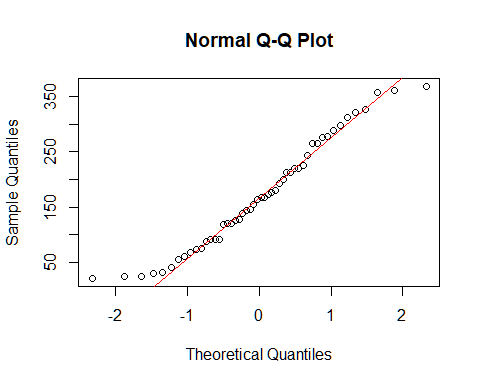 Normal Q-Q Plot
350
250
150
50
Sample Quantiles
-2 -1 0 1 2
Theoretical Quantiles